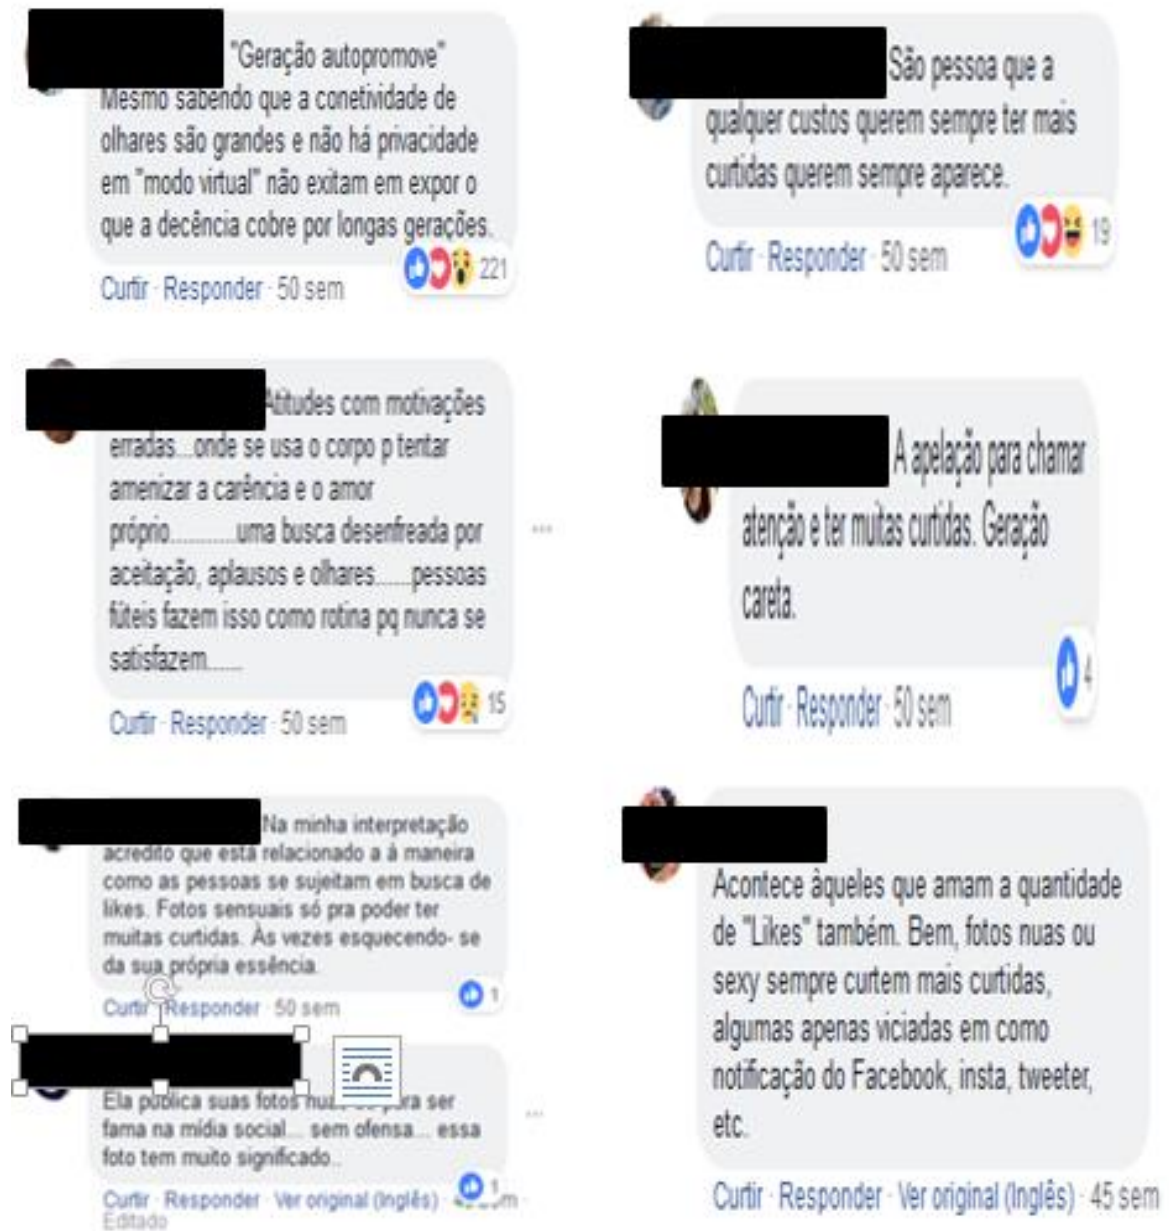 "Geração autopromove"
Mesmo sabendo que a conetividade de
olhares são grandes e não há privacidade
em "modo virtual" não exitam em expor o
que a decência cobre por longas gerações.
221
Curtir · Responder · 50 sem
São pessoa que a
qualquer custos querem sempre ter mais
curtidas querem sempre aparece.
19
Curtir · Responder · 50 sem
Atitudes com motivações
erradas...onde se usa o corpo p tentar
amenizar a carência e o amor
próprio...........uma busca desenfreada por
aceitação, aplausos e olhares......pessoas
fúteis fazem isso como rotina pq nunca se
satisfazem......
15
Curtir · Responder · 50 sem
A apelação para chamar
atenção e ter muitas curtidas. Geração
careta.
4
Curtir · Responder · 50 sem
Na minha interpretação
acredito que está relacionado a á maneira
como as pessoas se sujeitam em busca de
likes. Fotos sensuais só pra poder ter
muitas curtidas. Às vezes esquecendo- se
da sua própria essência.
1
Curtir · Responder · 50 sem
Ela publica suas fotos ser
fama na mídia social... sem ofensa... essa
foto tem muito significado..
1
Curtir · Responder · Ver original (Inglês) ·
Editado
Acontece àqueles que amam a quantidade
de "Likes" também. Bem, fotos nuas ou
sexy sempre curtem mais curtidas,
algumas apenas viciadas em como
notificação do Facebook, insta, tweeter,
etc.
Curtir · Responder · Ver original (Inglês) · 45 sem